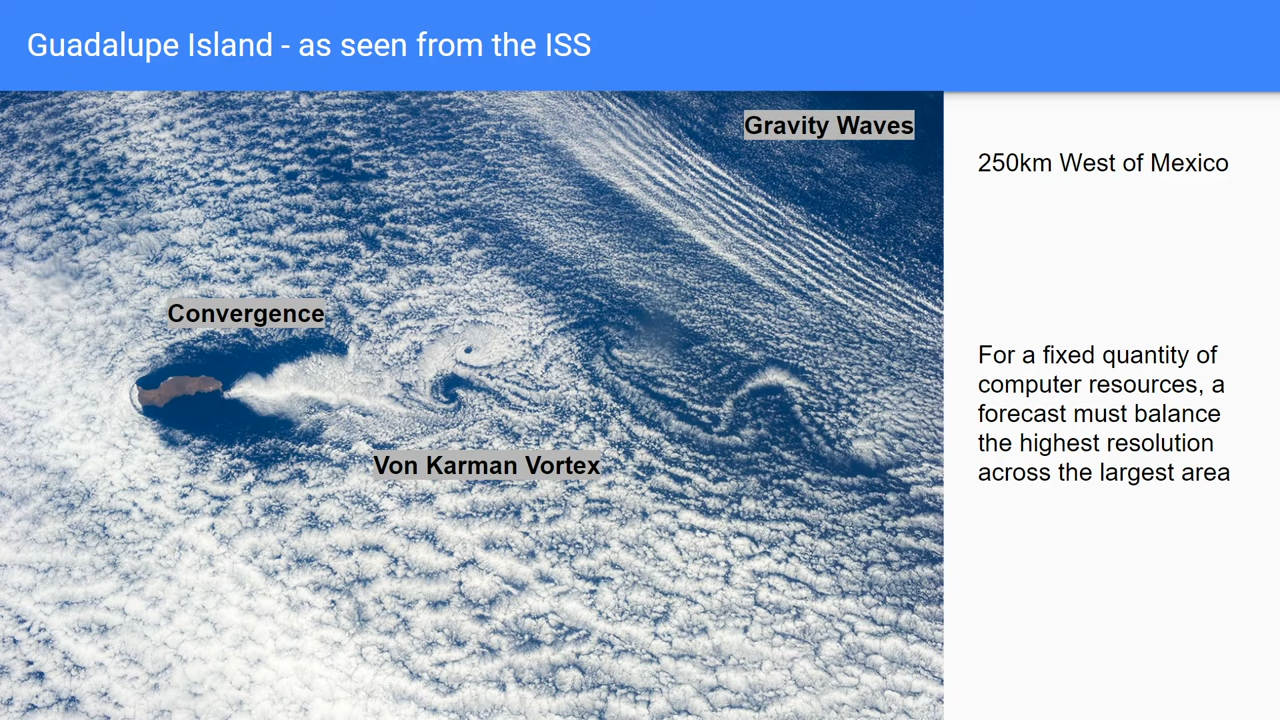 Guadalupe Island - as seen from the ISS
Gravity Waves
250km West of Mexico
Convergence
For a fixed quantity of
computer resources, a
forecast must balance
the highest resolution
across the largest area
Von Karman Vortex